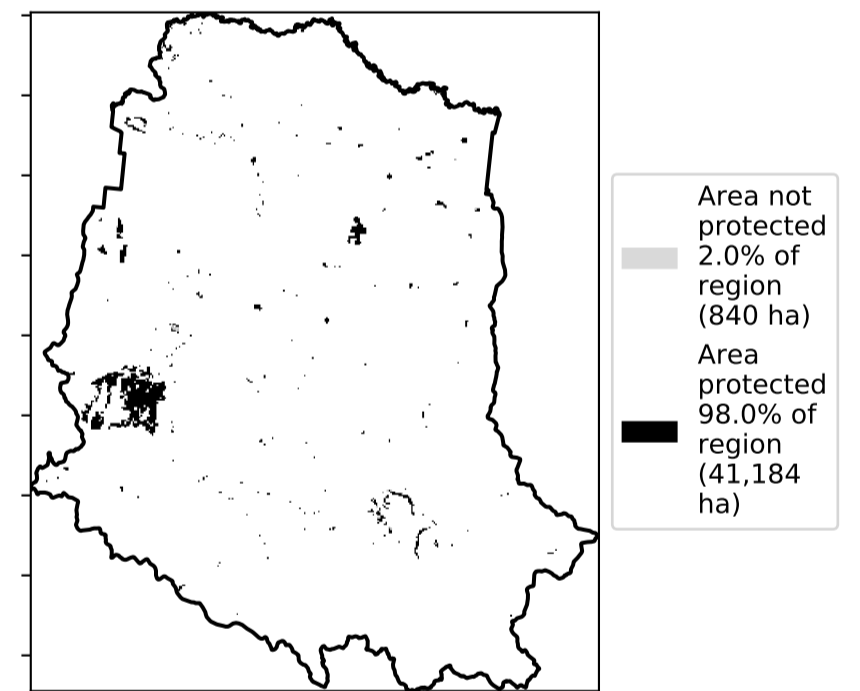 Area not
protected
2.0% of
region
(840 ha)
Area
protected
98.0% of
region
(41,184
ha)